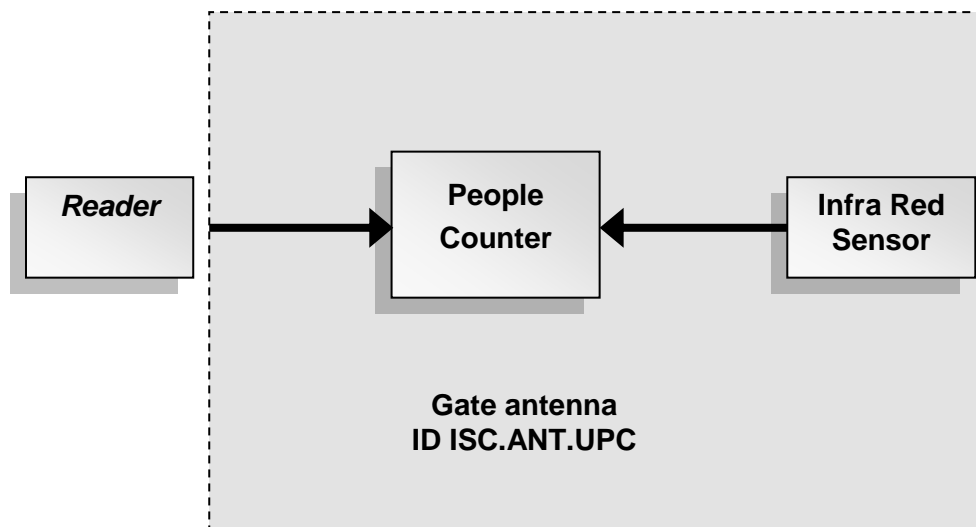 Reader
People
Counter
Infra Red
Sensor
Gate antenna
ID ISC.ANT.UPC